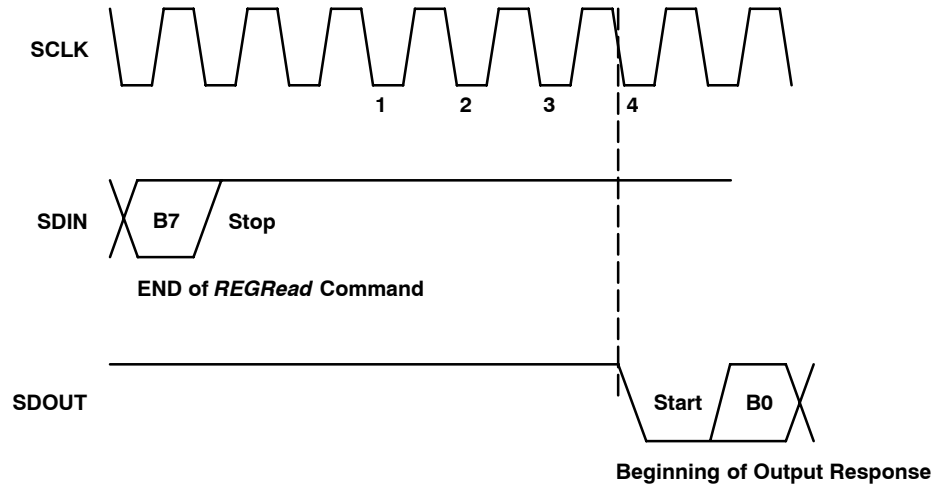 SCLK
1 2 3 4
SDIN
B7
Stop
END of REGRead Command
SDOUT
Start
B0
Beginning of Output Response